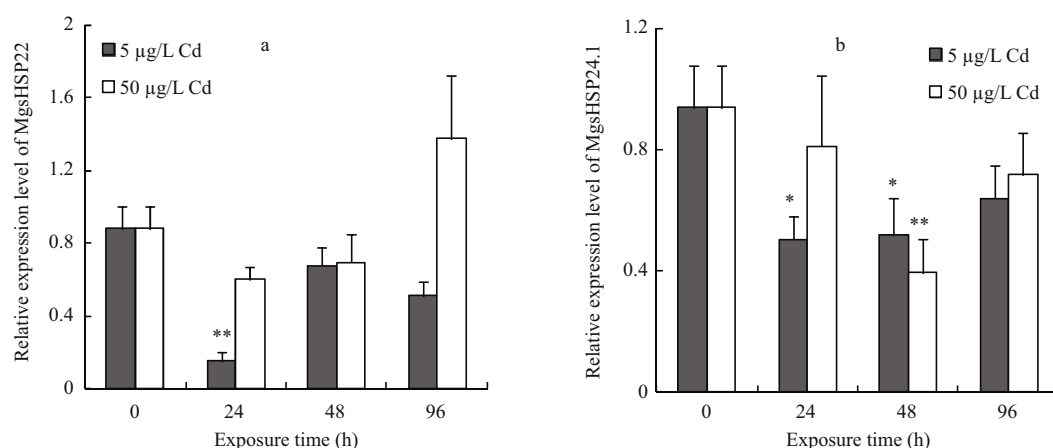 Relative expression level of MgsHSP22
2
1.6
1.2
0.8
0.4
0
a
5 µg/L Cd
50 µg/L Cd
**
0 24 48 96
Exposure time (h)
Relative expression level of MgsHSP24.1
1.2
0.8
0.4
0
b
5 µg/L Cd
50 µg/L Cd
*
*
**
0 24 48 96
Exposure time (h)